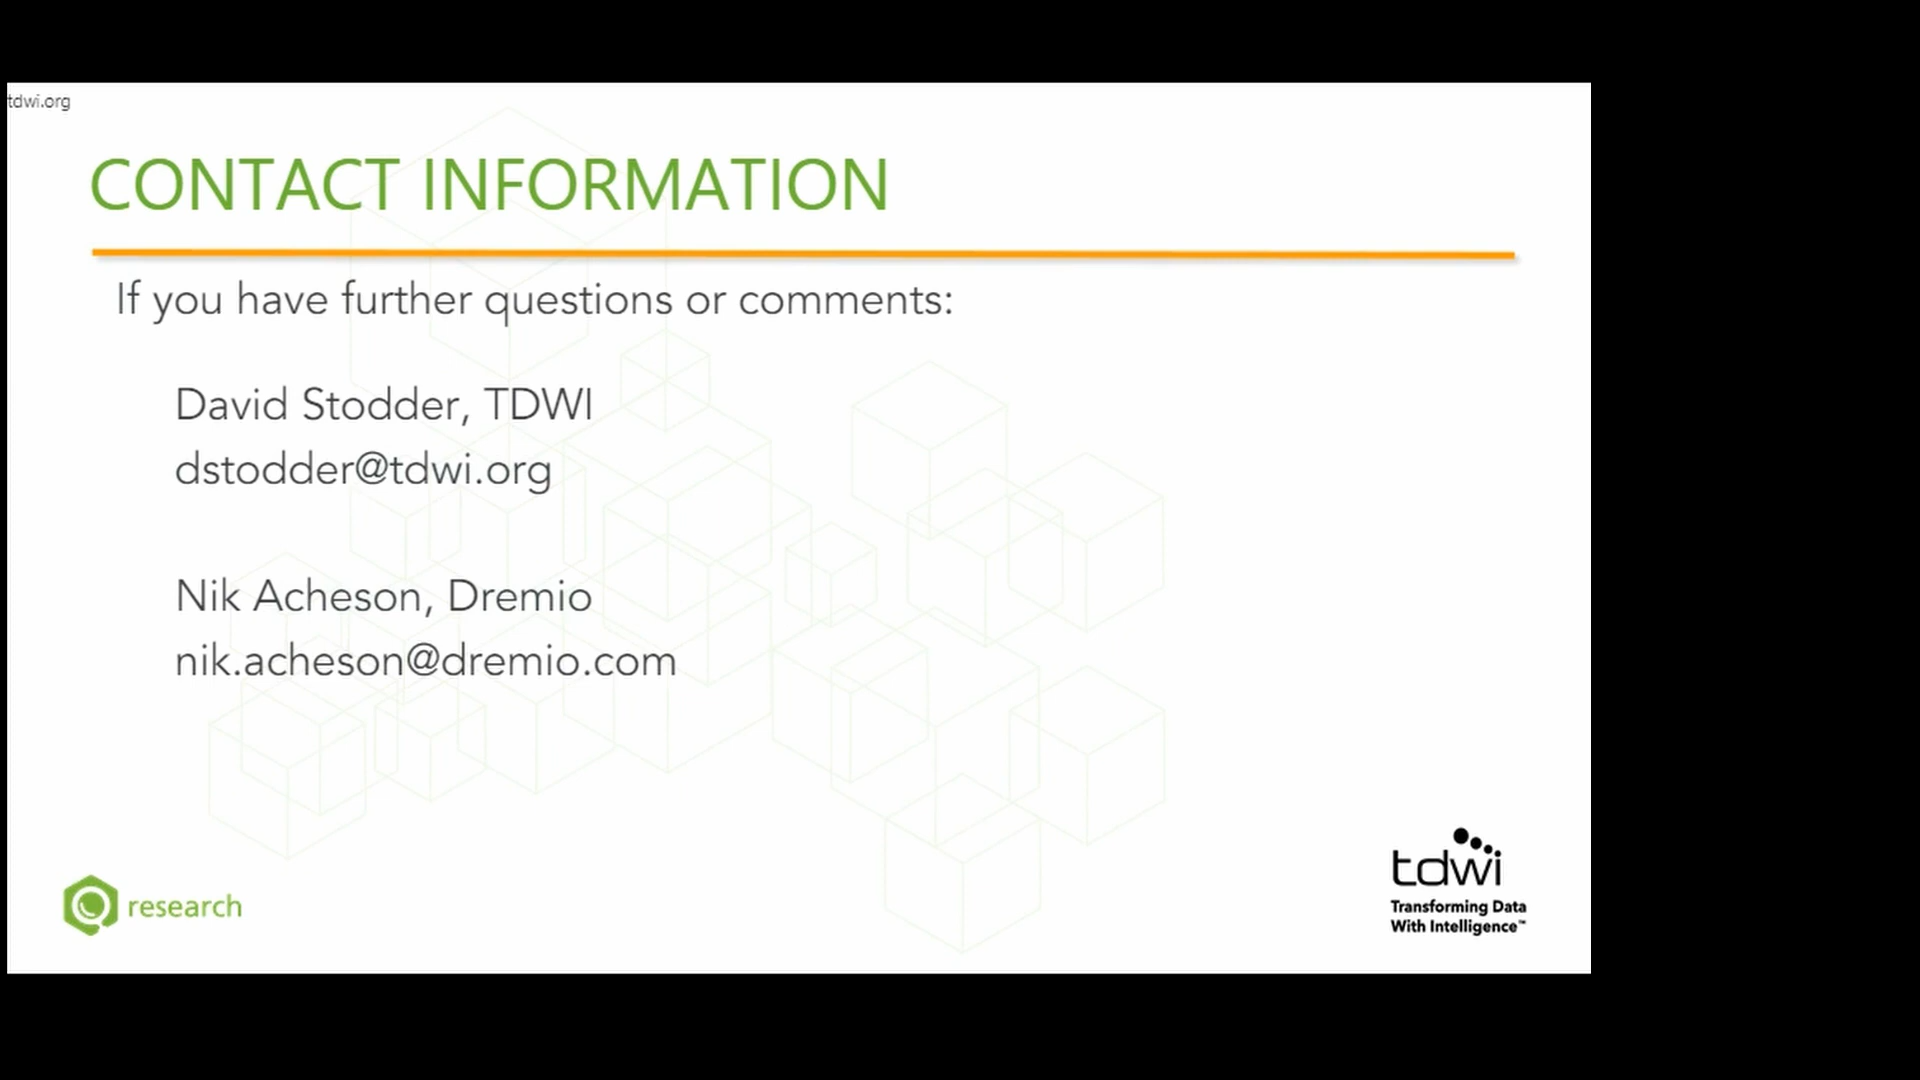 tdwi.org
CONTACT INFORMATION
If you have further questions or comments:
David Stodder, TDWI
dstodder@tdwi.org
Nik Acheson, Dremio
nik.acheson@dremio.com
research
tdwi
Transforming Data
With Intelligence™